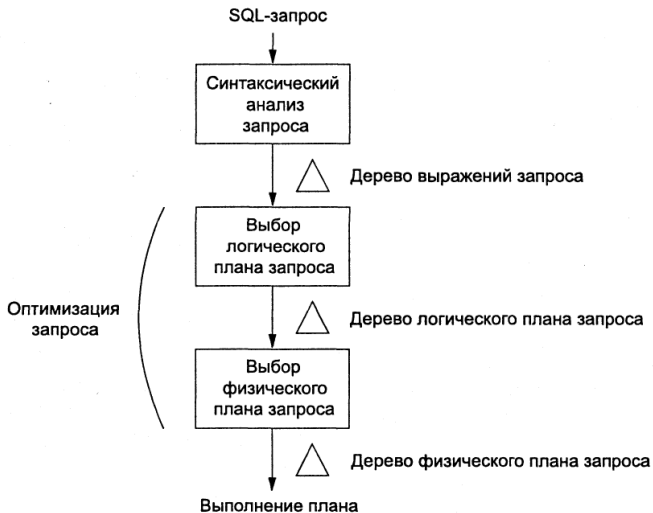 SQL-запрос
Синтаксический
анализ
запроса
Дерево выражений запроса
Выбор
логического
плана запроса
Оптимизация
запроса
Дерево логического плана запроса
Выбор
физического
плана запроса
Дерево физического плана запроса
Выполнение плана